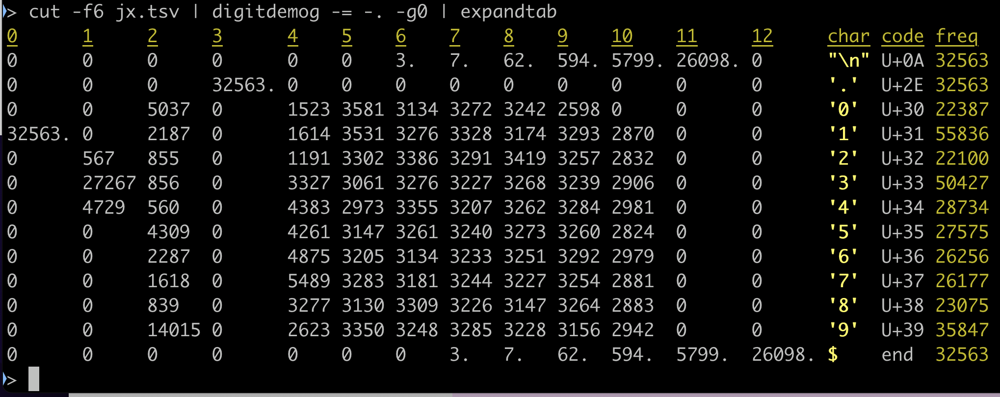 > cut -f6 jx.tsv | digitdemog -= -. -g0 | expandtab
0 1 2 3 4 5 6 7 8 9 10 11 12 char code freq
0 0 0 0 0 0 3. 7. 62. 594. 5799. 26098. 0 "\n" U+0A 32563
0 0 0 32563. 0 0 0 0 0 0 0 0 0 '.' U+2E 32563
0 0 5037 0 1523 3581 3134 3272 3242 2598 0 0 0 '0' U+30 22387
32563. 0 2187 0 1614 3531 3276 3328 3174 3293 2870 0 0 '1' U+31 55836
0 567 855 0 1191 3302 3386 3291 3419 3257 2832 0 0 '2' U+32 22100
0 27267 856 0 3327 3061 3276 3227 3268 3239 2906 0 0 '3' U+33 50427
0 4729 560 0 4383 2973 3355 3207 3262 3284 2981 0 0 '4' U+34 28734
0 0 4309 0 4261 3147 3261 3240 3273 3260 2824 0 0 '5' U+35 27575
0 0 2287 0 4875 3205 3134 3233 3251 3292 2979 0 0 '6' U+36 26256
0 0 1618 0 5489 3283 3181 3244 3227 3254 2881 0 0 '7' U+37 26177
0 0 839 0 3277 3130 3309 3226 3147 3264 2883 0 0 '8' U+38 23075
0 0 14015 0 2623 3350 3248 3285 3228 3156 2942 0 0 '9' U+39 35847
0 0 0 0 0 0 0 3. 7. 62. 594. 5799. 26098. $ end 32563
>